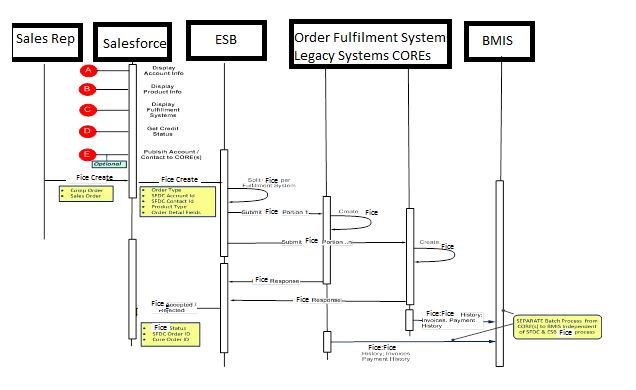 Sales Rep
Salesforce
ESB
Order Fulfilment System
Legacy Systems COREs
BMIS
A
Display
Account Info
B
Display
Product Info
C
Display
Fulfillment
Systems
D
Get Credit
Status
E
Publish Account /
Contact to CORE(s)
Optional
Fice Create
Comp Order
Sales Order
Fice Create
Order Type
SFDC Account Id
SFDC Contact Id
Product Type
Order Detail Fields
Split Fice per
Fulfilment System
Submit Fice Portion 1
Create Fice
Submit Fice Portion ..n
Create Fice
Fice Response
Fice Response
Fice Accepted /
Rejected
Fice Status
SFDC Order ID
Core Order ID
Fice:Fice History;
Invoices, Payment
History
Fice:Fice
History; Invoices
Payment History
SEPARATE Batch Process from
CORE(s) to BMIS independent
of SFDC & ESB Fice process